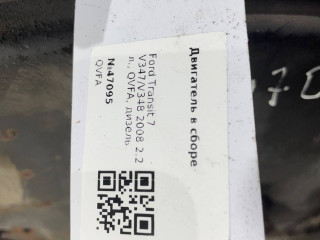 Двигатель в сборе
Ford Transit 7
V347/V348 2008 2.2
л., QVFA, дизель
№47095
QVFA